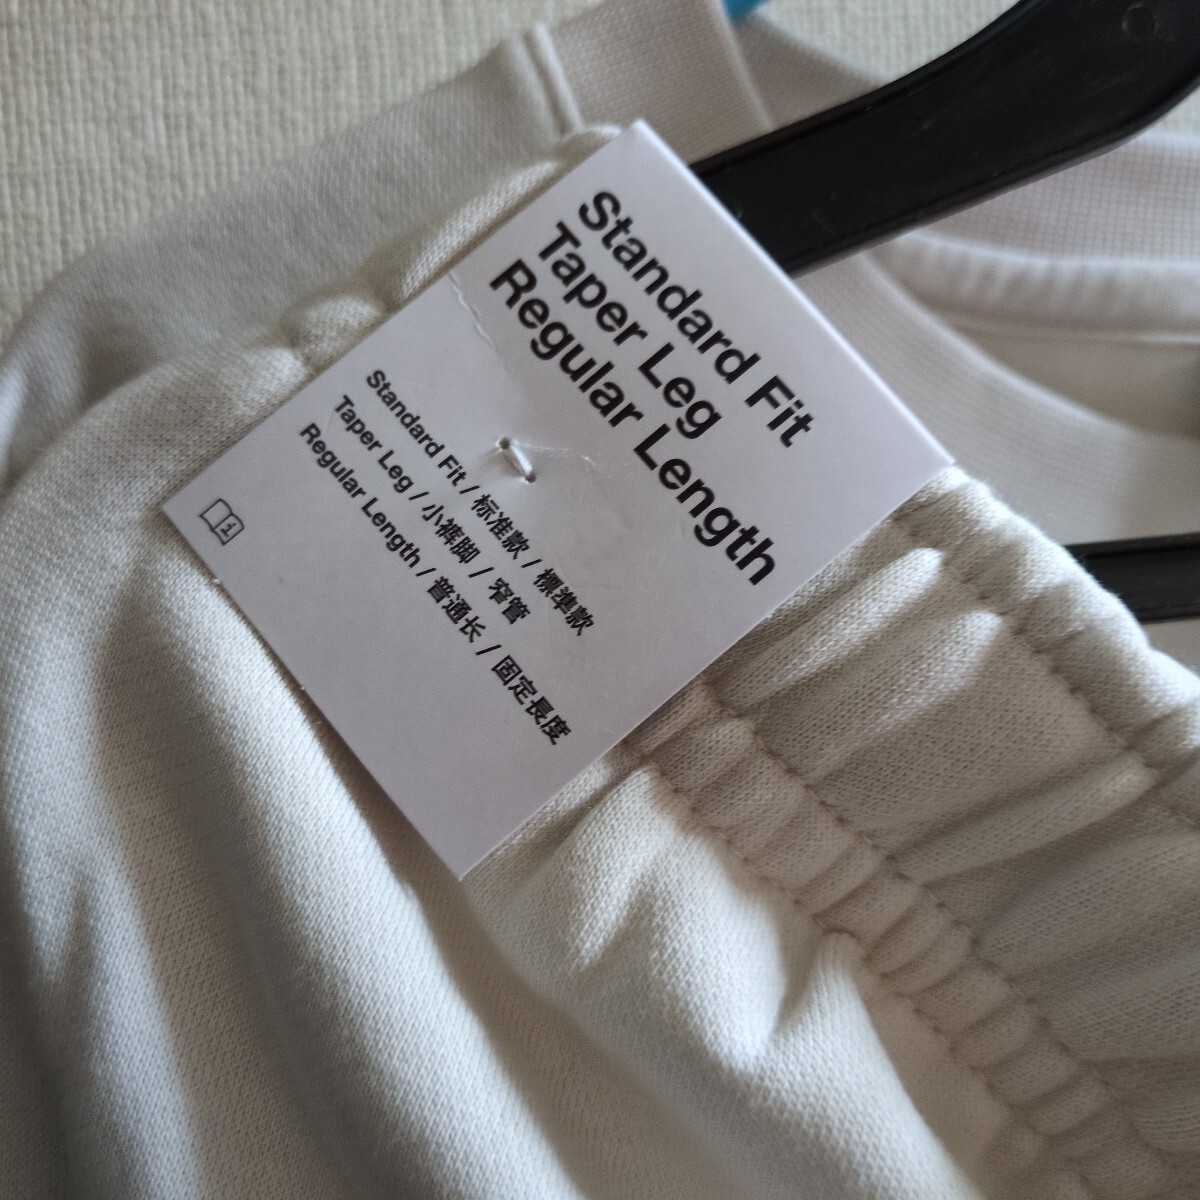 Standard Fit
Taper Leg
Regular Length
Standard Fit / 标准款 / 標準款
Taper Leg / 小裤脚 / 窄管
Regular Length / 普通长 / 固定長度